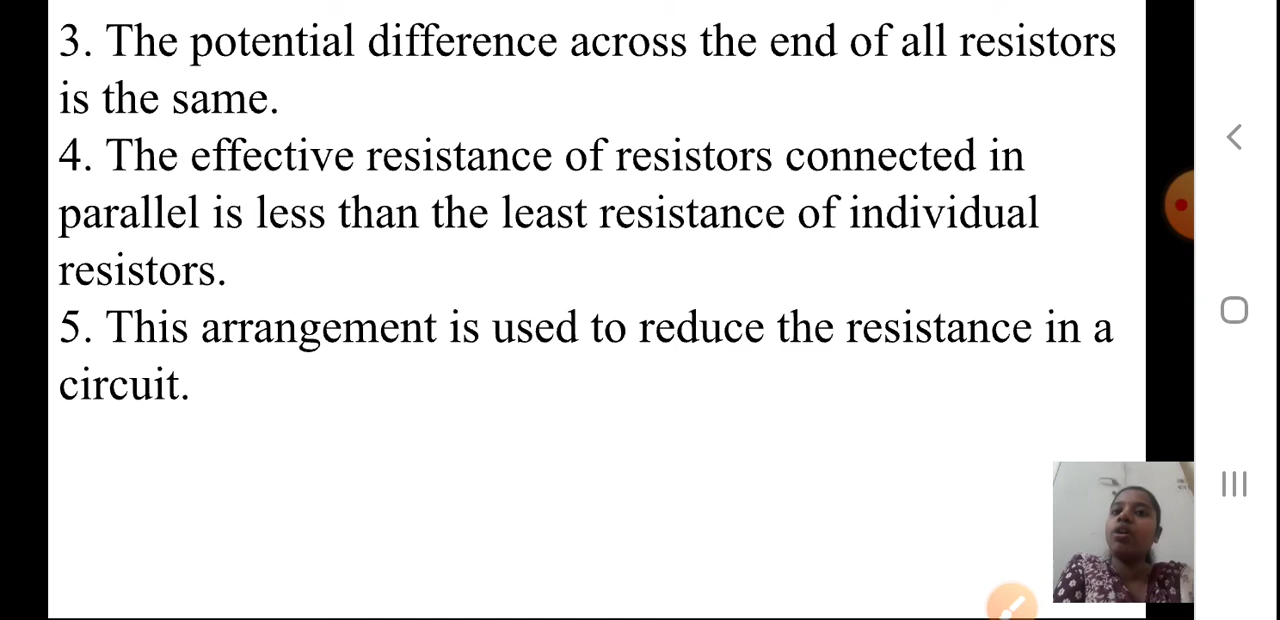 3. The potential difference across the end of all resistors
is the same.
4. The effective resistance of resistors connected in
parallel is less than the least resistance of individual
resistors.
5. This arrangement is used to reduce the resistance in a
circuit.